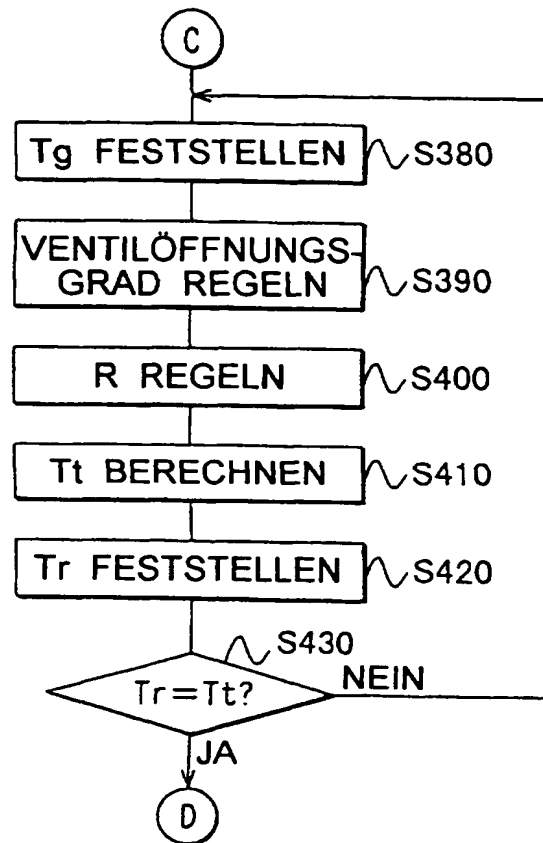 C
Tg FESTSTELLEN S380
VENTILÖFFNUNGS-
GRAD REGELN S390
R REGELN S400
Tt BERECHNEN S410
Tr FESTSTELLEN S420
S430
Tr=Tt? NEIN
JA
D